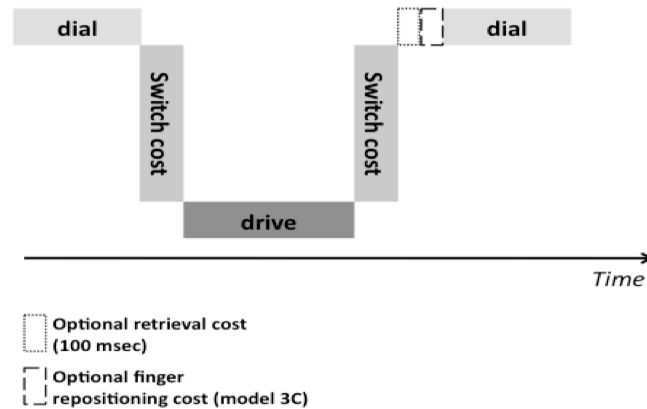 dial
dial
Switch cost
Switch cost
drive
Time
Optional retrieval cost
(100 msec)
Optional finger
repositioning cost (model 3C)